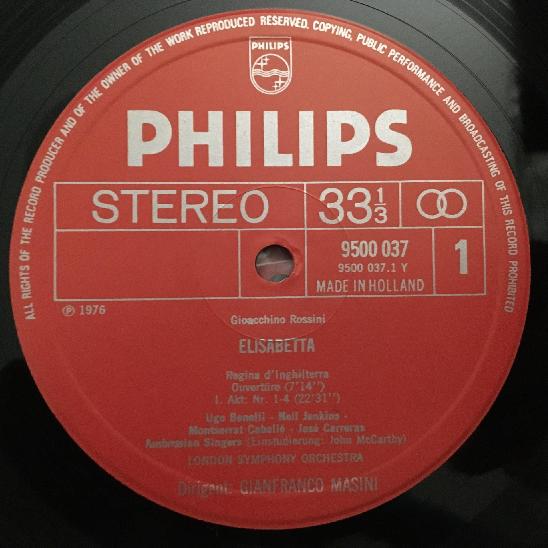 ALL RIGHTS OF THE RECORD PRODUCER AND OF THE OWNER OF THE WORK REPRODUCED RESERVED. COPYING, PUBLIC PERFORMANCE AND BROADCASTING OF THIS RECORD PROHIBITED
PHILIPS
PHILIPS
STEREO 33 1/3
9500 037
9500 037.1 Y
MADE IN HOLLAND
1
℗ 1976
Gioacchino Rossini
ELISABETTA
Regina d'Inghilterra
Ouvertüre (7'14'')
1. Akt: Nr. 1-4 (22'31'')
Ugo Benelli - Neil Jenkins -
Montserrat Caballé - José Carreras
Ambrosian Singers (Einstudierung: John McCarthy)
LONDON SYMPHONY ORCHESTRA
Dirigent: GIANFRANCO MASINI